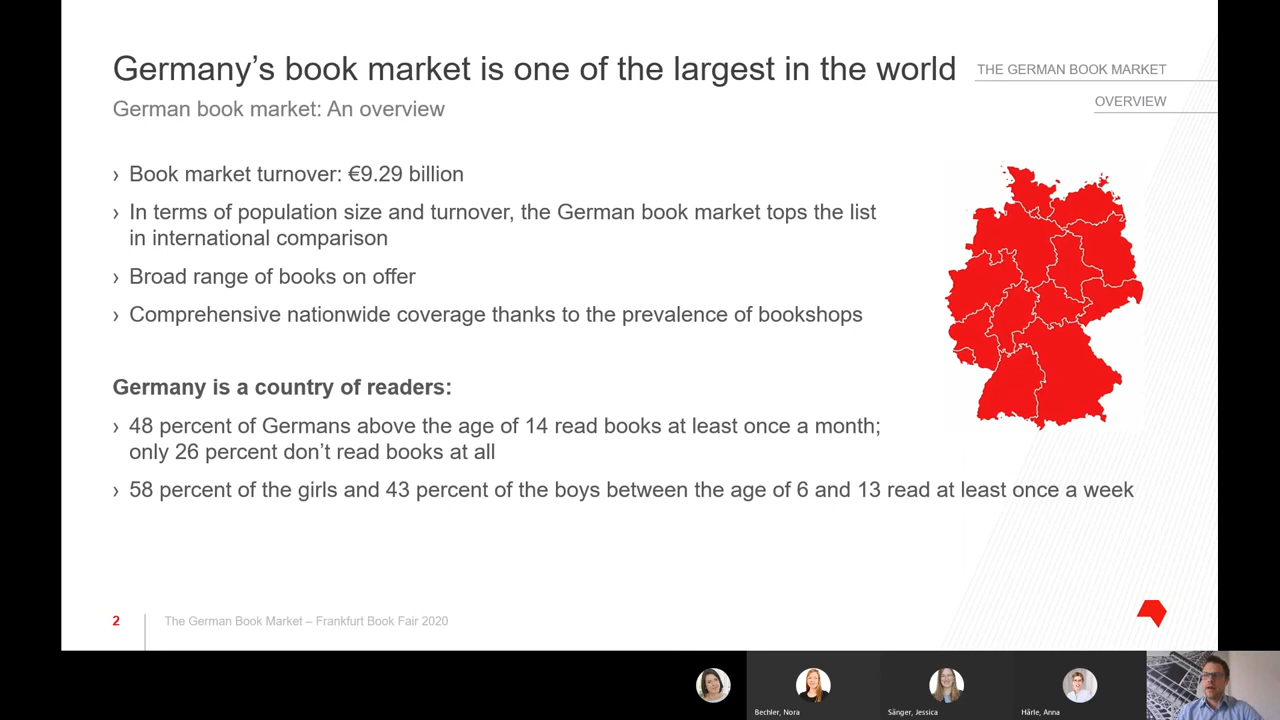 Germany’s book market is one of the largest in the world
THE GERMAN BOOK MARKET
German book market: An overview
OVERVIEW
› Book market turnover: €9.29 billion
› In terms of population size and turnover, the German book market tops the list
in international comparison
› Broad range of books on offer
› Comprehensive nationwide coverage thanks to the prevalence of bookshops
Germany is a country of readers:
› 48 percent of Germans above the age of 14 read books at least once a month;
only 26 percent don’t read books at all
› 58 percent of the girls and 43 percent of the boys between the age of 6 and 13 read at least once a week
2
The German Book Market – Frankfurt Book Fair 2020
Bechler, Nora
Sänger, Jessica
Härle, Anna